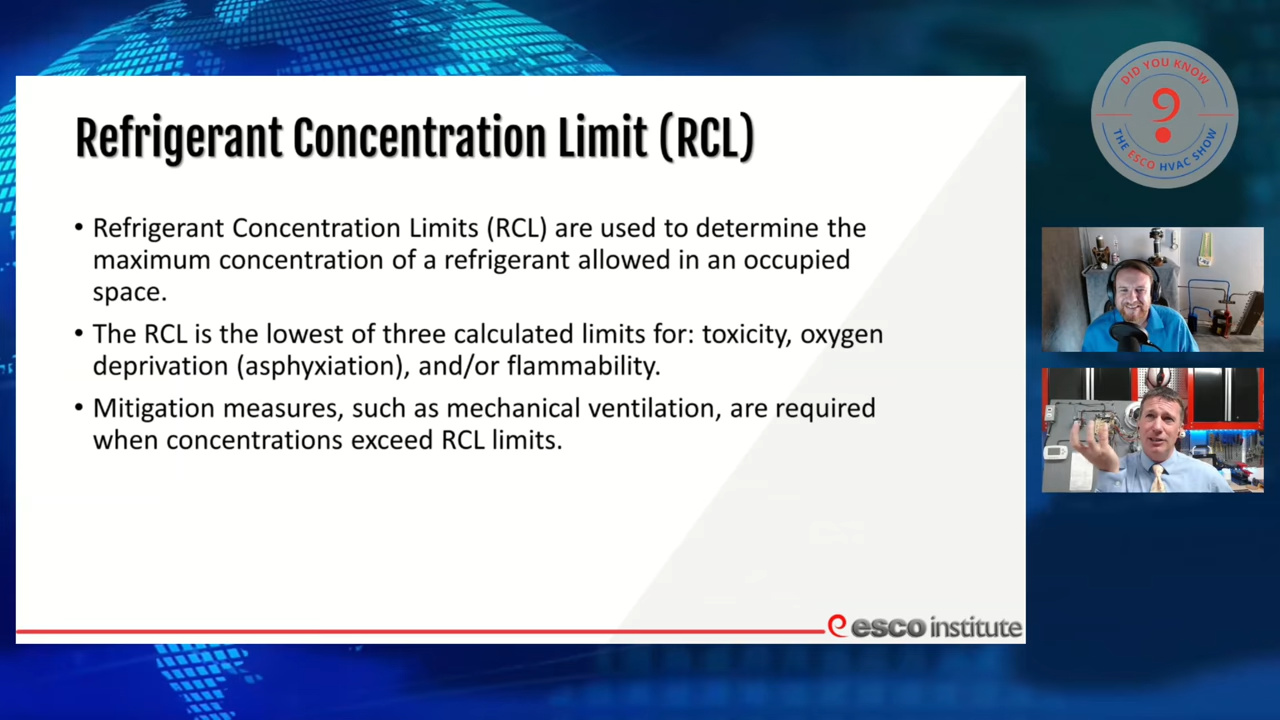 Refrigerant Concentration Limit (RCL)
• Refrigerant Concentration Limits (RCL) are used to determine the
maximum concentration of a refrigerant allowed in an occupied
space.
• The RCL is the lowest of three calculated limits for: toxicity, oxygen
deprivation (asphyxiation), and/or flammability.
• Mitigation measures, such as mechanical ventilation, are required
when concentrations exceed RCL limits.
esco institute
DID YOU KNOW
?
THE ESCO HVAC SHOW